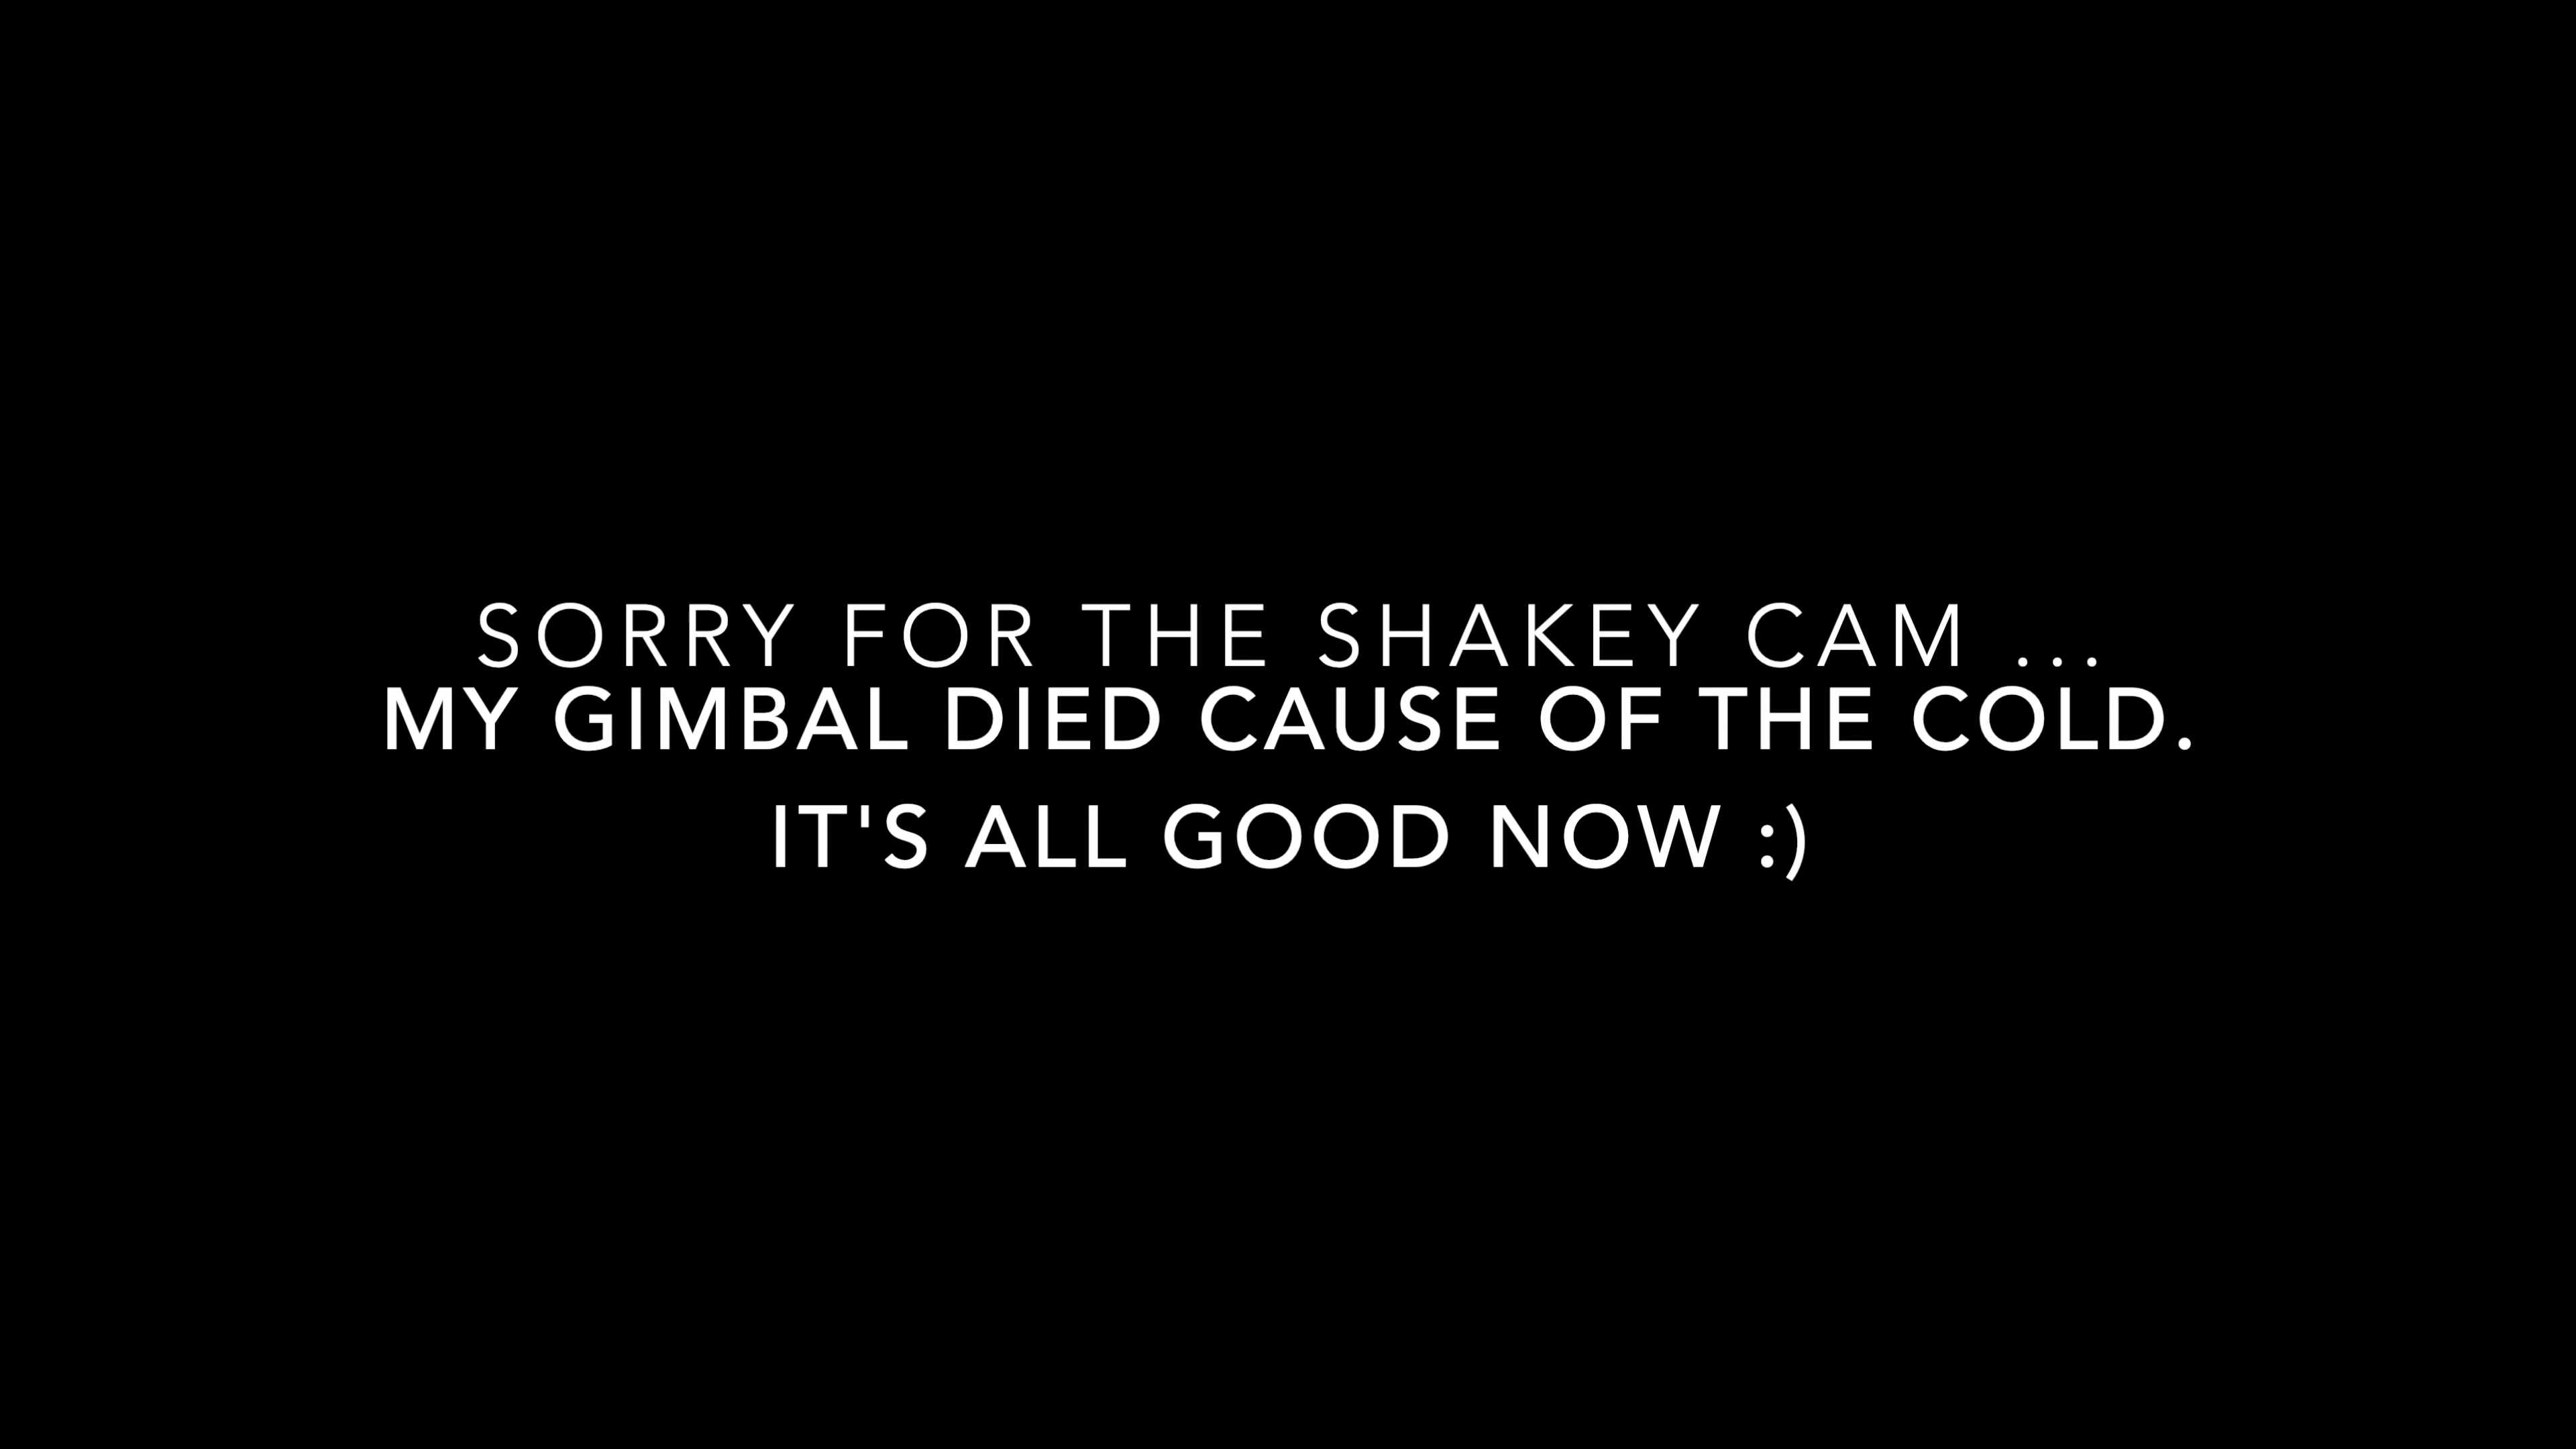 SORRY FOR THE SHAKEY CAM ...
MY GIMBAL DIED CAUSE OF THE COLD.
IT'S ALL GOOD NOW :)